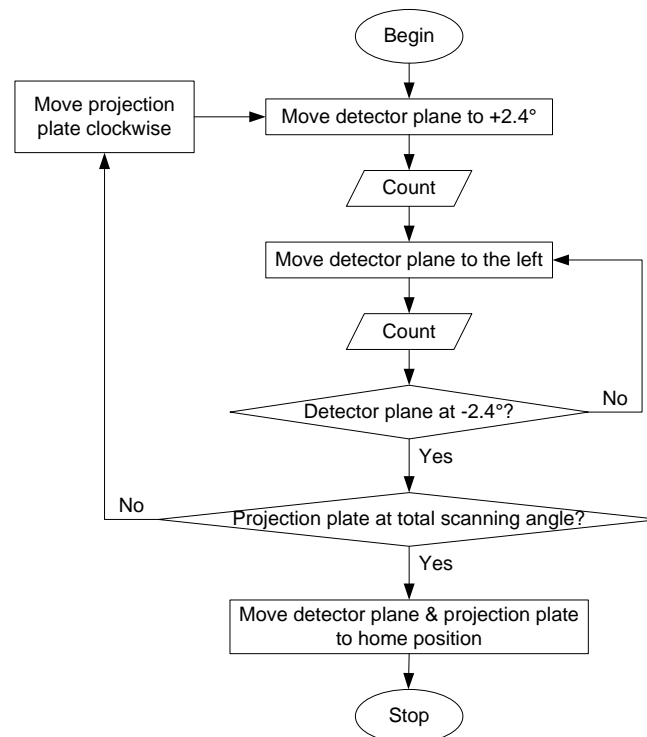 Begin
Move projection
plate clockwise
Move detector plane to +2.4°
Count
Move detector plane to the left
Count
Detector plane at -2.4°?
No
Yes
No
Projection plate at total scanning angle?
Yes
Move detector plane & projection plate
to home position
Stop